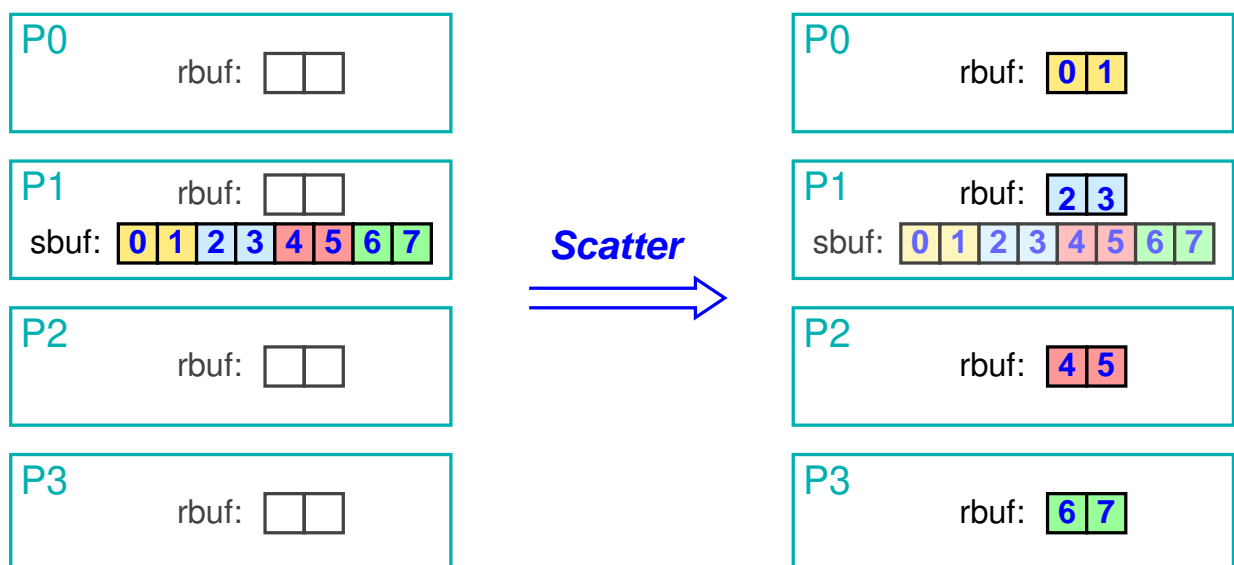 P0
rbuf:
P1
rbuf:
sbuf: 0 1 2 3 4 5 6 7
P2
rbuf:
P3
rbuf:
Scatter
P0
rbuf: 0 1
P1
rbuf: 2 3
sbuf: 0 1 2 3 4 5 6 7
P2
rbuf: 4 5
P3
rbuf: 6 7